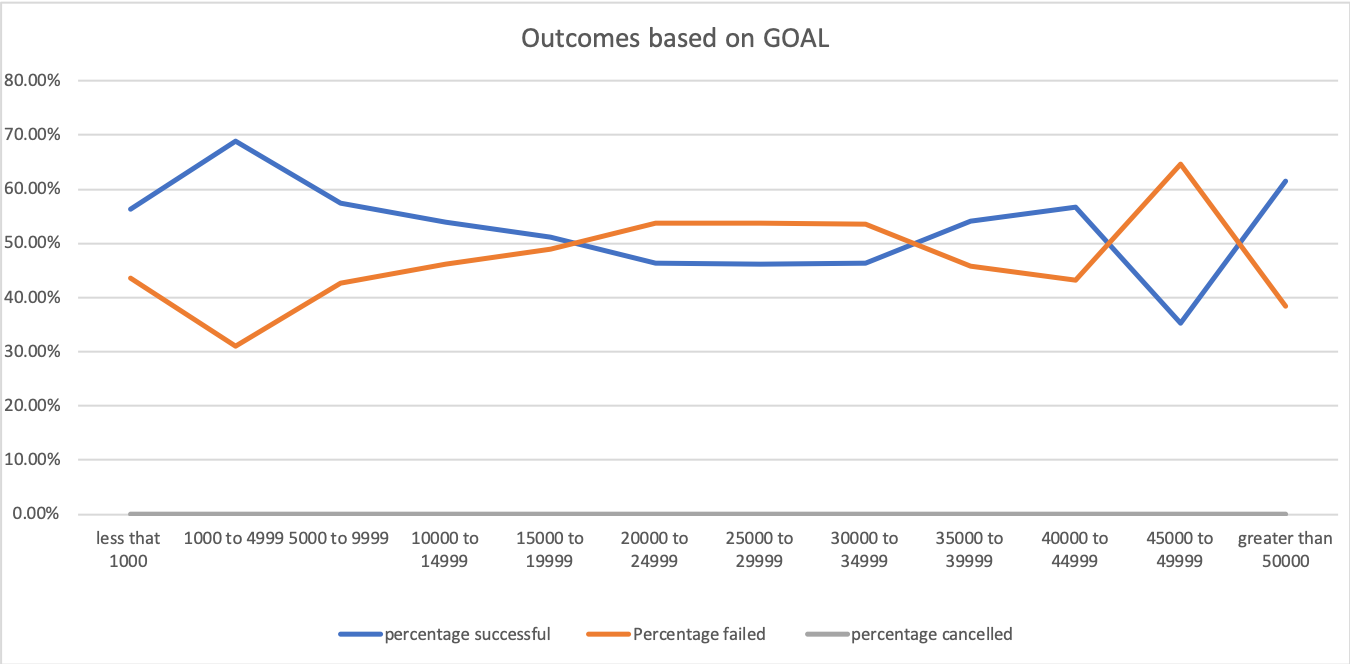 Outcomes based on GOAL
80.00%
70.00%
60.00%
50.00%
40.00%
30.00%
20.00%
10.00%
0.00%
less that
1000
1000 to 4999
5000 to 9999
10000 to
14999
15000 to
19999
20000 to
24999
25000 to
29999
30000 to
34999
35000 to
39999
40000 to
44999
45000 to
49999
greater than
50000
percentage successful
Percentage failed
percentage cancelled